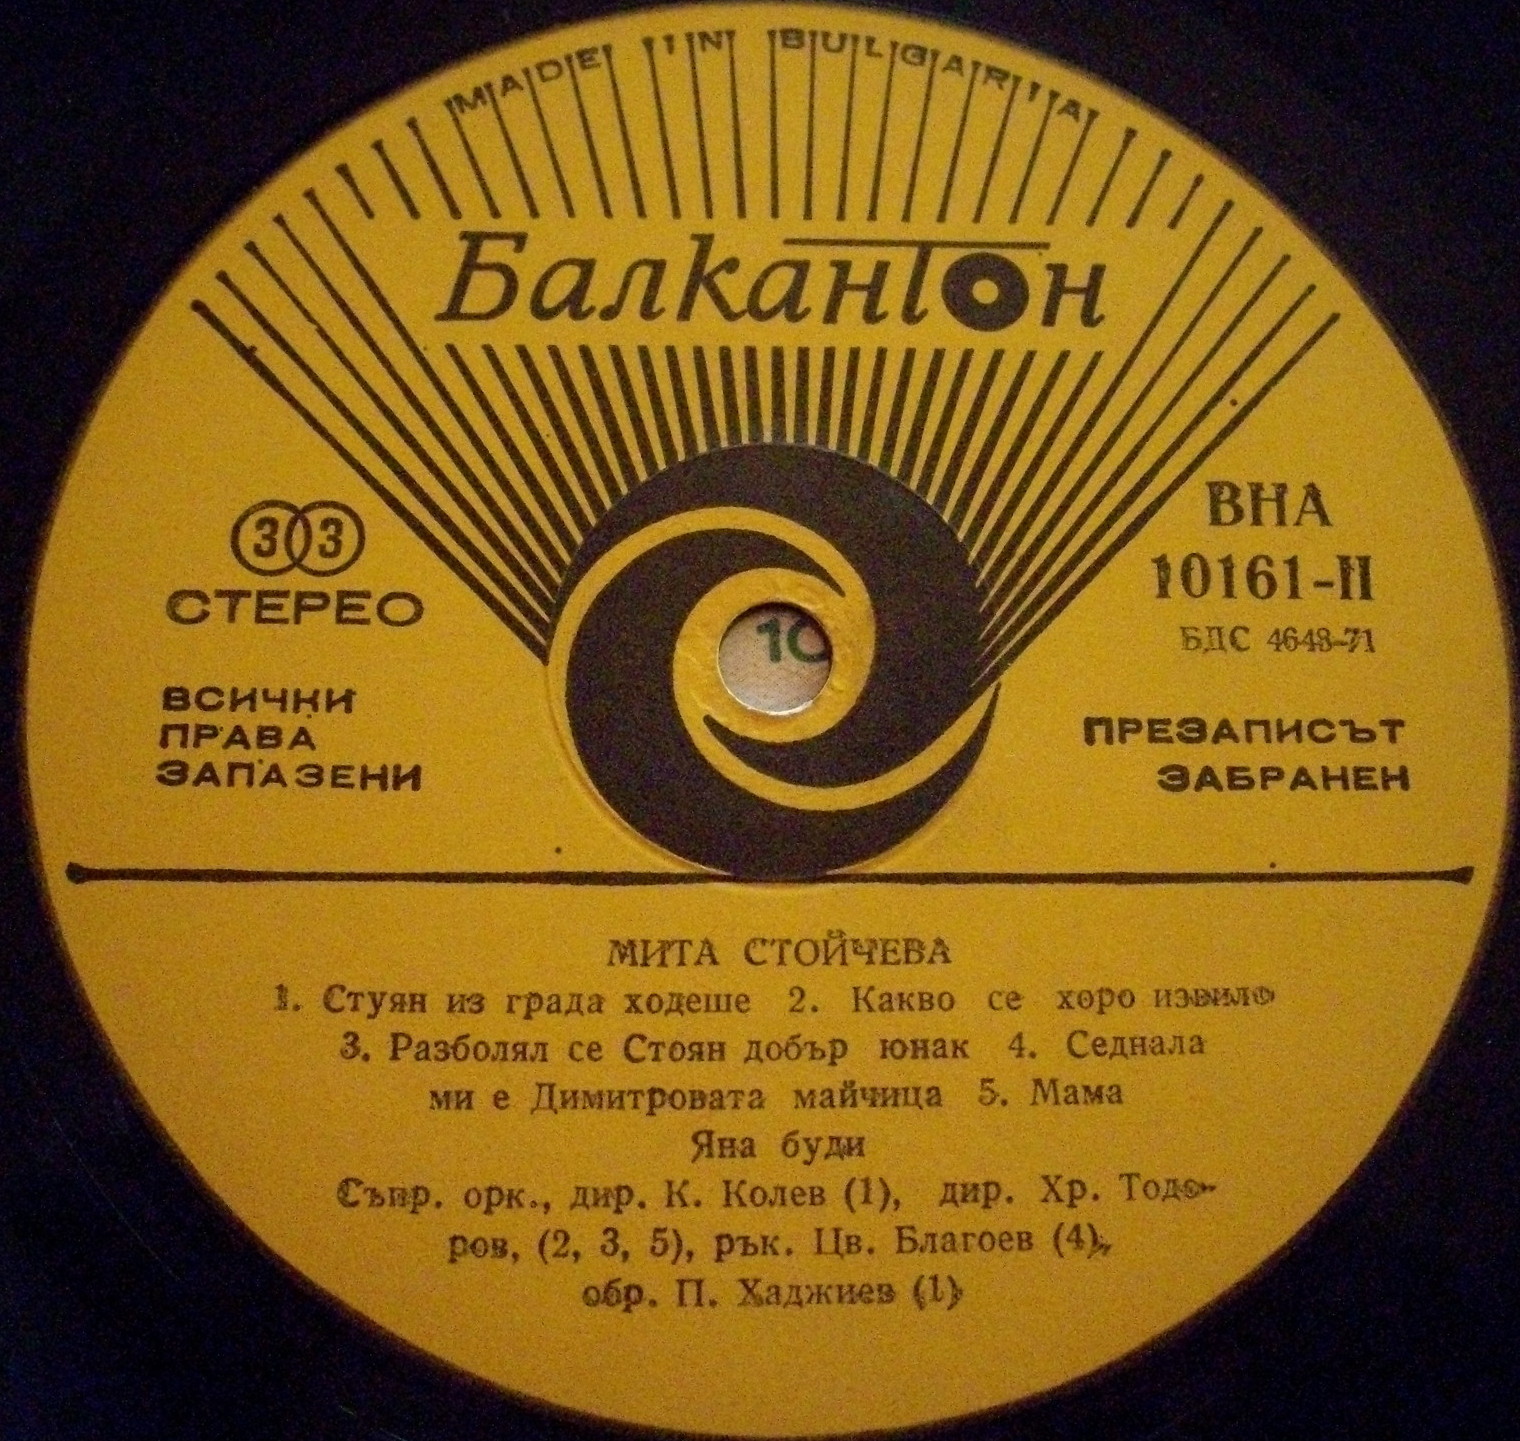 MADE IN BULGARIA
Балкантон
33
СТЕРЕО
ВСИЧКИ
ПРАВА
ЗАПАЗЕНИ
ВНА
10161-II
БДС 4648-71
ПРЕЗАПИСЪТ
ЗАБРАНЕН
10
МИТА СТОЙЧЕВА
1. Стуян из града ходеше 2. Какво се хоро извило
3. Разболял се Стоян добър юнак 4. Седнала
ми е Димитровата майчица 5. Мама
Яна буди
Съпр. орк., дир. К. Колев (1), дир. Хр. Тодо-
ров, (2, 3, 5), рък. Цв. Благоев (4),
обр. П. Хаджиев (1)